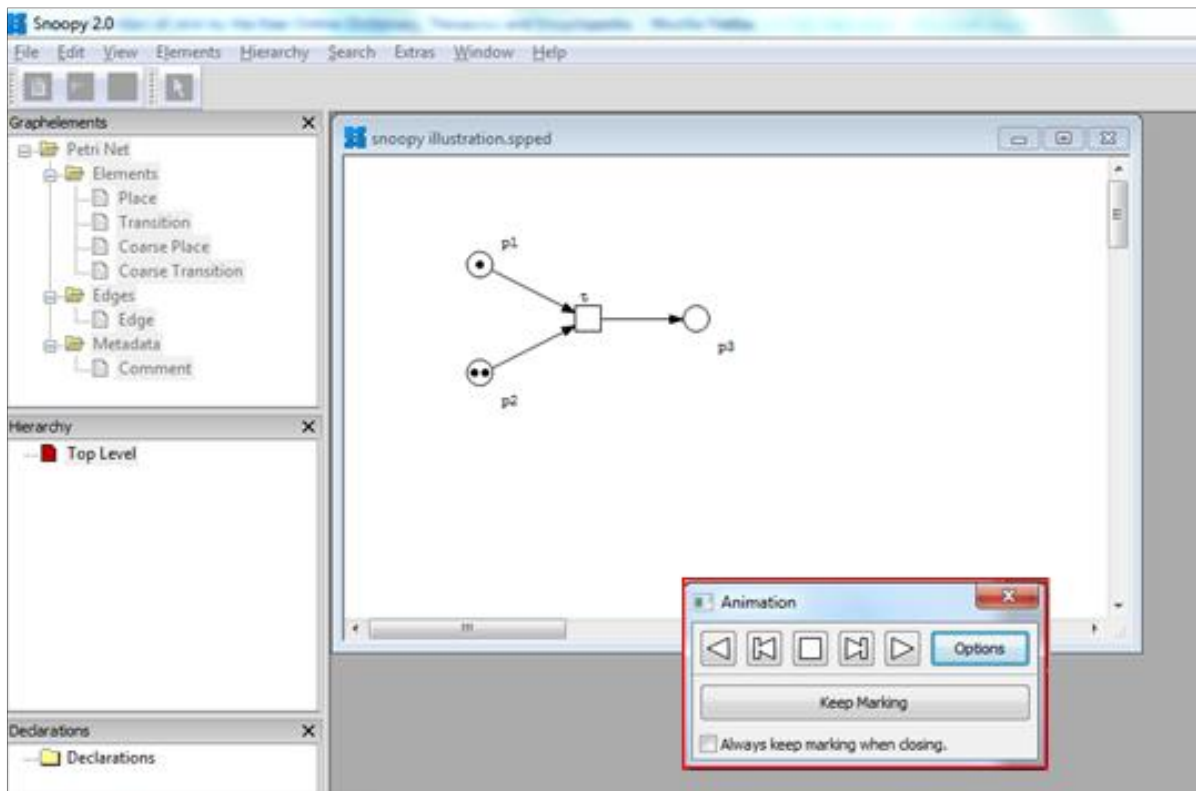 Snoopy 2.0
File Edit View Elements Hierarchy Search Extras Window Help
Graphelements
Petri Net
Elements
Place
Transition
Coarse Place
Coarse Transition
Edges
Edge
Metadata
Comment
Hierarchy
Top Level
Declarations
Declarations
snoopy illustration.spped
p1
t
p3
p2
Animation
Options
Keep Marking
Always keep marking when closing.